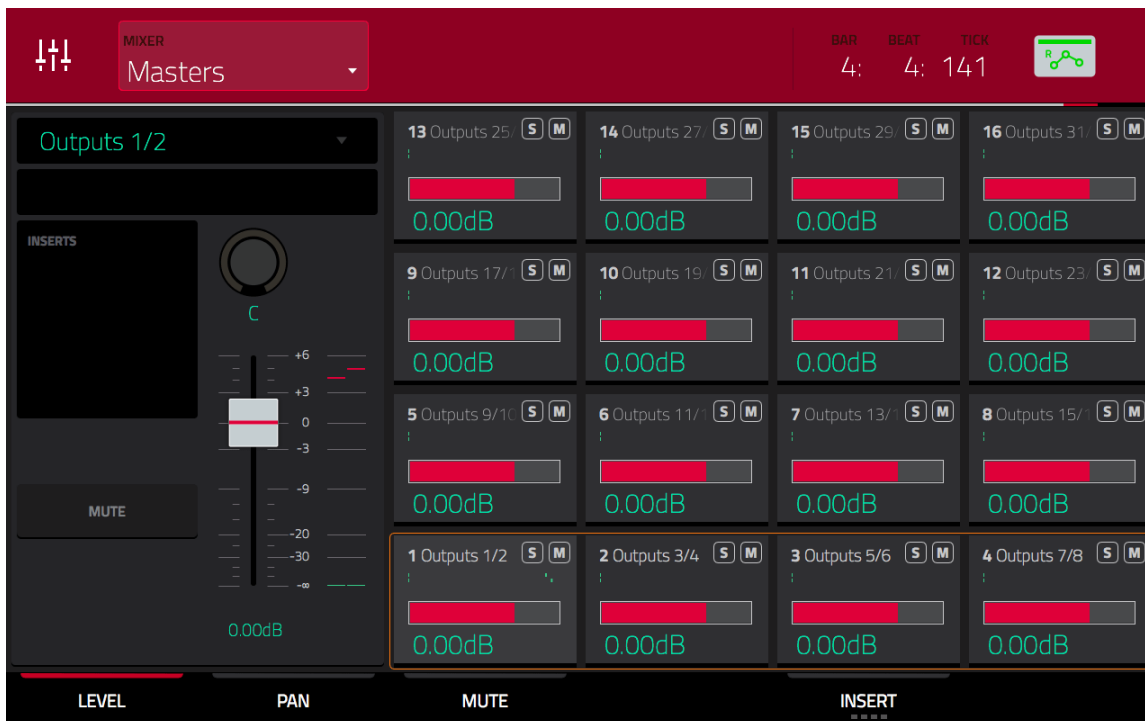 MIXER
Masters
BAR BEAT TICK
4: 4: 141
R
Outputs 1/2
INSERTS
C
+6
+3
0
-3
-9
-20
-30
-∞
MUTE
0.00dB
13 Outputs 25/ S M
0.00dB
14 Outputs 27/ S M
0.00dB
15 Outputs 29/ S M
0.00dB
16 Outputs 31/ S M
0.00dB
9 Outputs 17/1 S M
0.00dB
10 Outputs 19/ S M
0.00dB
11 Outputs 21/ S M
0.00dB
12 Outputs 23/ S M
0.00dB
5 Outputs 9/10 S M
0.00dB
6 Outputs 11/1 S M
0.00dB
7 Outputs 13/1 S M
0.00dB
8 Outputs 15/1 S M
0.00dB
1 Outputs 1/2 S M
0.00dB
2 Outputs 3/4 S M
0.00dB
3 Outputs 5/6 S M
0.00dB
4 Outputs 7/8 S M
0.00dB
LEVEL PAN MUTE INSERT